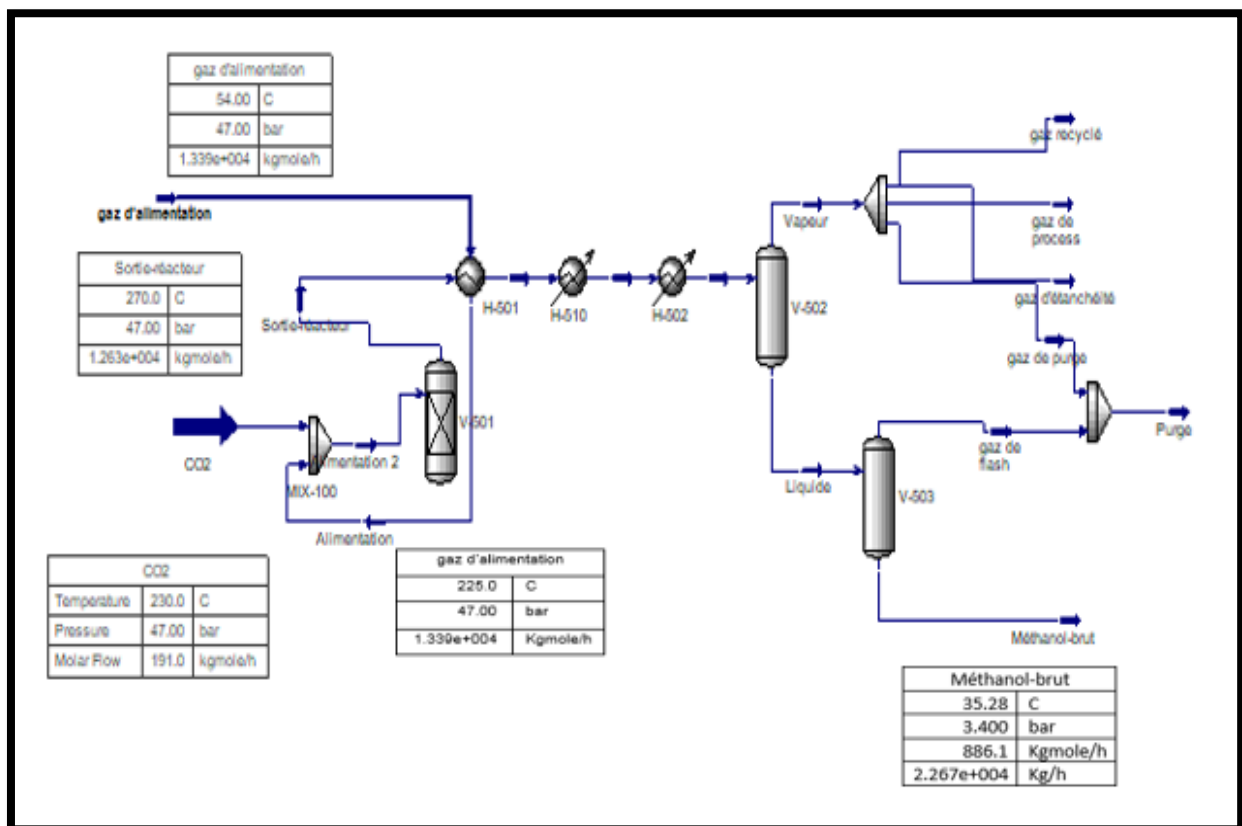 gaz d'alimentation
54.00 C
47.00 bar
1.339e+004 kgmole/h
gaz d'alimentation
Sortie-réacteur
270.0 C
47.00 bar
1.263e+004 kgmole/h
Sortie-réacteur
H-501
H-510
H-502
V-502
Vapeur
gaz recyclé
gaz de
process
gaz d'étanchéité
gaz de purge
Purge
V-501
CO2
MIX-100
Alimentation 2
Alimentation
Liquide
gaz de
flash
V-503
Méthanol-brut
CO2
Temperature 230.0 C
Pressure 47.00 bar
Molar Flow 191.0 kgmole/h
gaz d'alimentation
225.0 C
47.00 bar
1.339e+004 Kgmole/h
Méthanol-brut
35.28 C
3.400 bar
886.1 Kgmole/h
2.267e+004 Kg/h